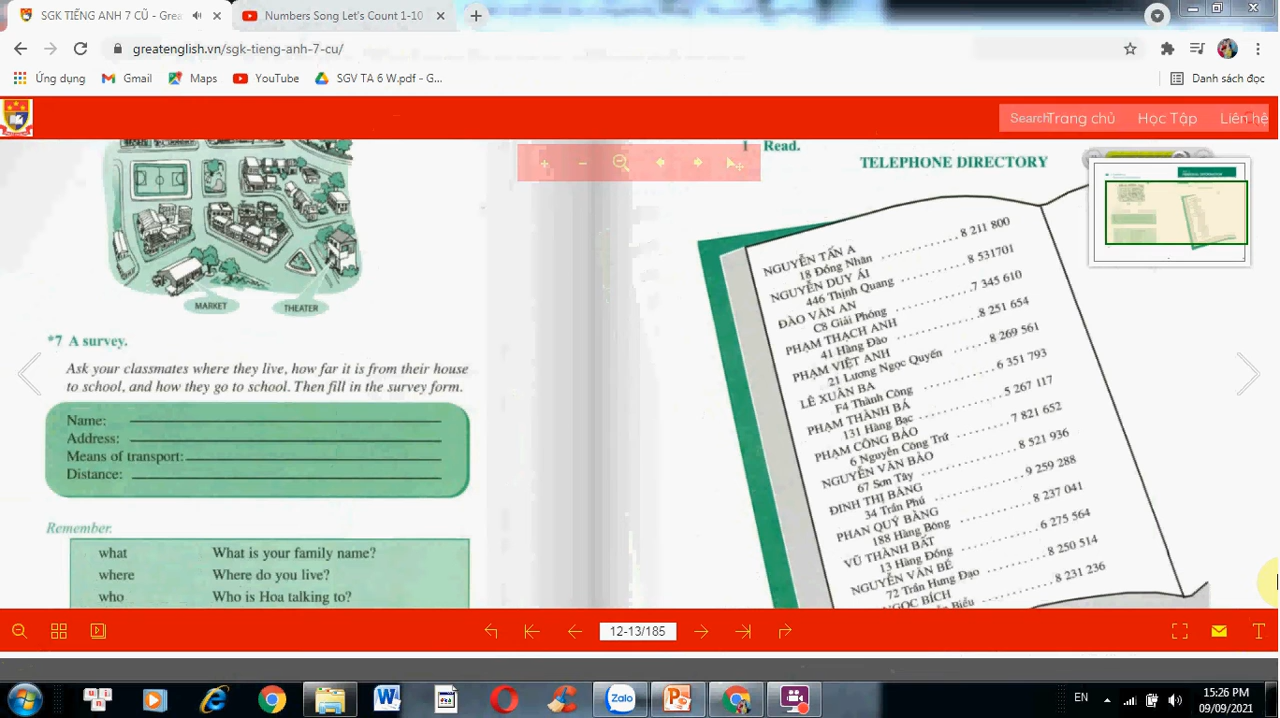 SGK TIẾNG ANH 7 CŨ - Grea
Numbers Song Let's Count 1-10
greatenglish.vn/sgk-tieng-anh-7-cu/
Ứng dụng
Gmail
Maps
YouTube
SGV TA 6 W.pdf - G...
Danh sách đọc
Search
Trang chủ
Học Tập
Liên hệ
MARKET
THEATER
*7 A survey.
Ask your classmates where they live, how far it is from their house
to school, and how they go to school. Then fill in the survey form.
Name:
Address:
Means of transport:
Distance:
Remember.
what What is your family name?
where Where do you live?
who Who is Hoa talking to?
1 Read.
TELEPHONE DIRECTORY
NGUYỄN TẤN A
18 Đồng Nhân .......... 8 211 800
NGUYỄN DUY ÁI
446 Thịnh Quang .......... 8 531701
ĐÀO VĂN AN
C8 Giải Phóng .......... 7 345 610
PHẠM THẠCH ANH
41 Hàng Đào .......... 8 251 654
PHẠM VIỆT ANH
21 Lương Ngọc Quyến ...... 8 269 561
LÊ XUÂN BA
F4 Thành Công .......... 6 351 793
PHẠM THÀNH BÁ
131 Hàng Bạc .......... 5 267 117
PHẠM CÔNG BẢO
6 Nguyễn Công Trứ ........ 7 821 652
NGUYỄN VĂN BẢO
67 Sơn Tây .......... 8 521 936
ĐINH THỊ BẢNG
34 Trần Phú .......... 9 259 288
PHAN QUÝ BẰNG
188 Hàng Bông .......... 8 237 041
VŨ THÀNH BẤT
13 Hàng Đồng .......... 6 275 564
NGUYỄN VĂN BÉ
72 Trần Hưng Đạo ........ 8 250 514
NGỌC BÍCH
Biểu .......... 8 231 236
12-13/185
EN
15:26 PM
09/09/2021
Zalo